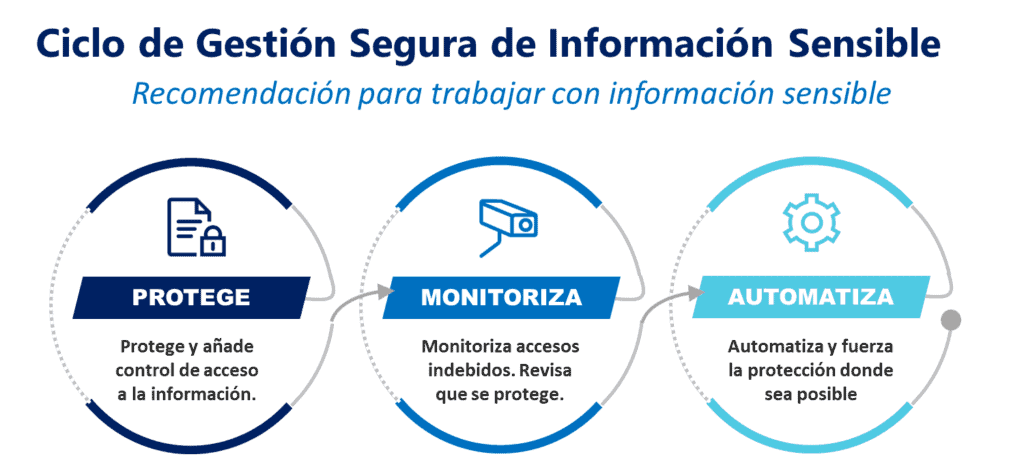 Ciclo de Gestión Segura de Información Sensible
Recomendación para trabajar con información sensible
PROTEGE
Protege y añade
control de acceso
a la información.
MONITORIZA
Monitoriza accesos
indebidos. Revisa
que se protege.
AUTOMATIZA
Automatiza y fuerza
la protección donde
sea posible